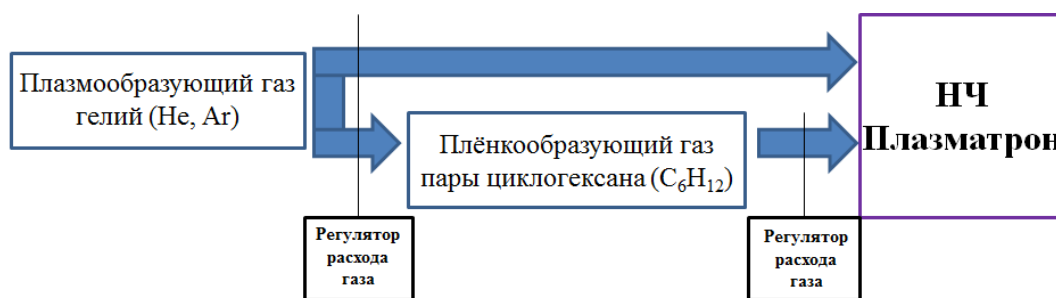 Плазмообразующий газ
гелий (He, Ar)
НЧ
Плазматрон
Плёнкообразующий газ
пары циклогексана (C₆H₁₂)
Регулятор
расхода
газа
Регулятор
расхода
газа